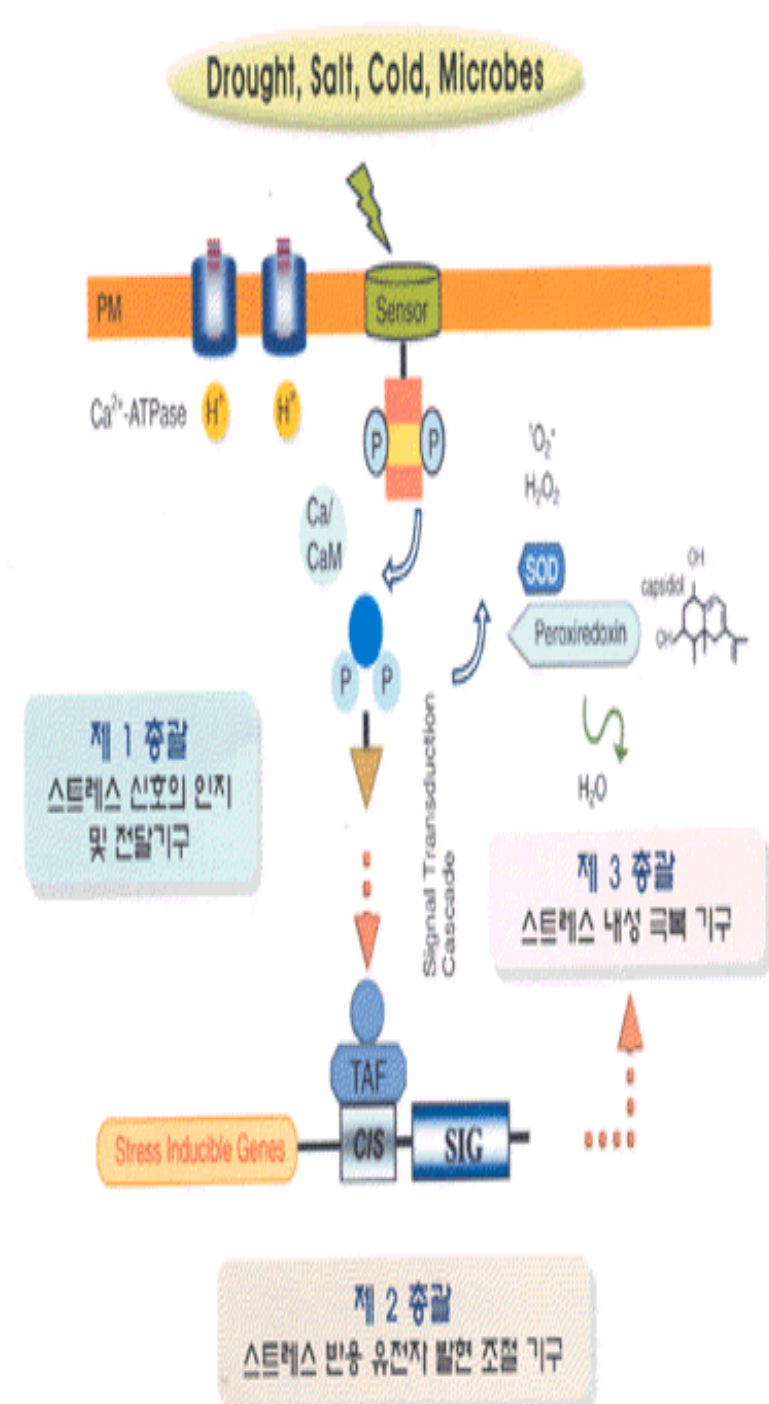 Drought, Salt, Cold, Microbes
PM
Sensor
Ca²⁺-ATPase
H⁺
H⁺
P
P
'O₂•
H₂O₂
Ca/
CaM
SOD
capsidiol
OH
OH
Peroxiredoxin
P
P
Signal Transduction
Cascade
H₂O
제 1 총괄
스트레스 신호의 인지
및 전달기구
제 3 총괄
스트레스 내성 극복 기구
TAF
Stress Inducible Genes
CIS
SIG
제 2 총괄
스트레스 반응 유전자 발현 조절 기구